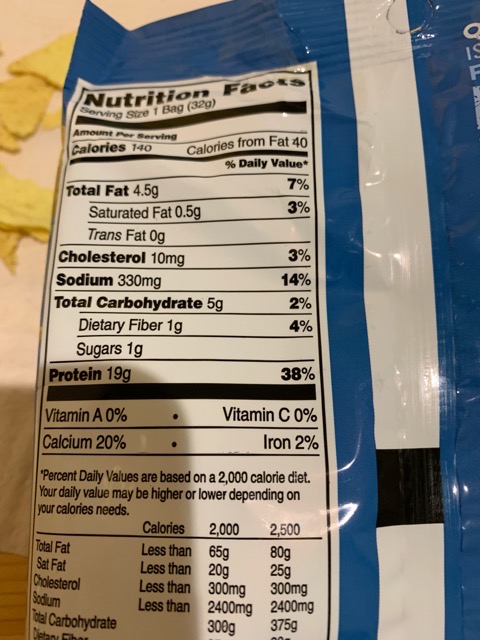 Nutrition Facts
Serving Size 1 Bag (32g)
Amount Per Serving
Calories 140 Calories from Fat 40
% Daily Value*
Total Fat 4.5g 7%
Saturated Fat 0.5g 3%
Trans Fat 0g
Cholesterol 10mg 3%
Sodium 330mg 14%
Total Carbohydrate 5g 2%
Dietary Fiber 1g 4%
Sugars 1g
Protein 19g 38%
Vitamin A 0% • Vitamin C 0%
Calcium 20% • Iron 2%
*Percent Daily Values are based on a 2,000 calorie diet.
Your daily value may be higher or lower depending on
your calories needs.
Calories 2,000 2,500
Total Fat Less than 65g 80g
Sat Fat Less than 20g 25g
Cholesterol Less than 300mg 300mg
Sodium Less than 2400mg 2400mg
Total Carbohydrate 300g 375g
Dietary Fiber